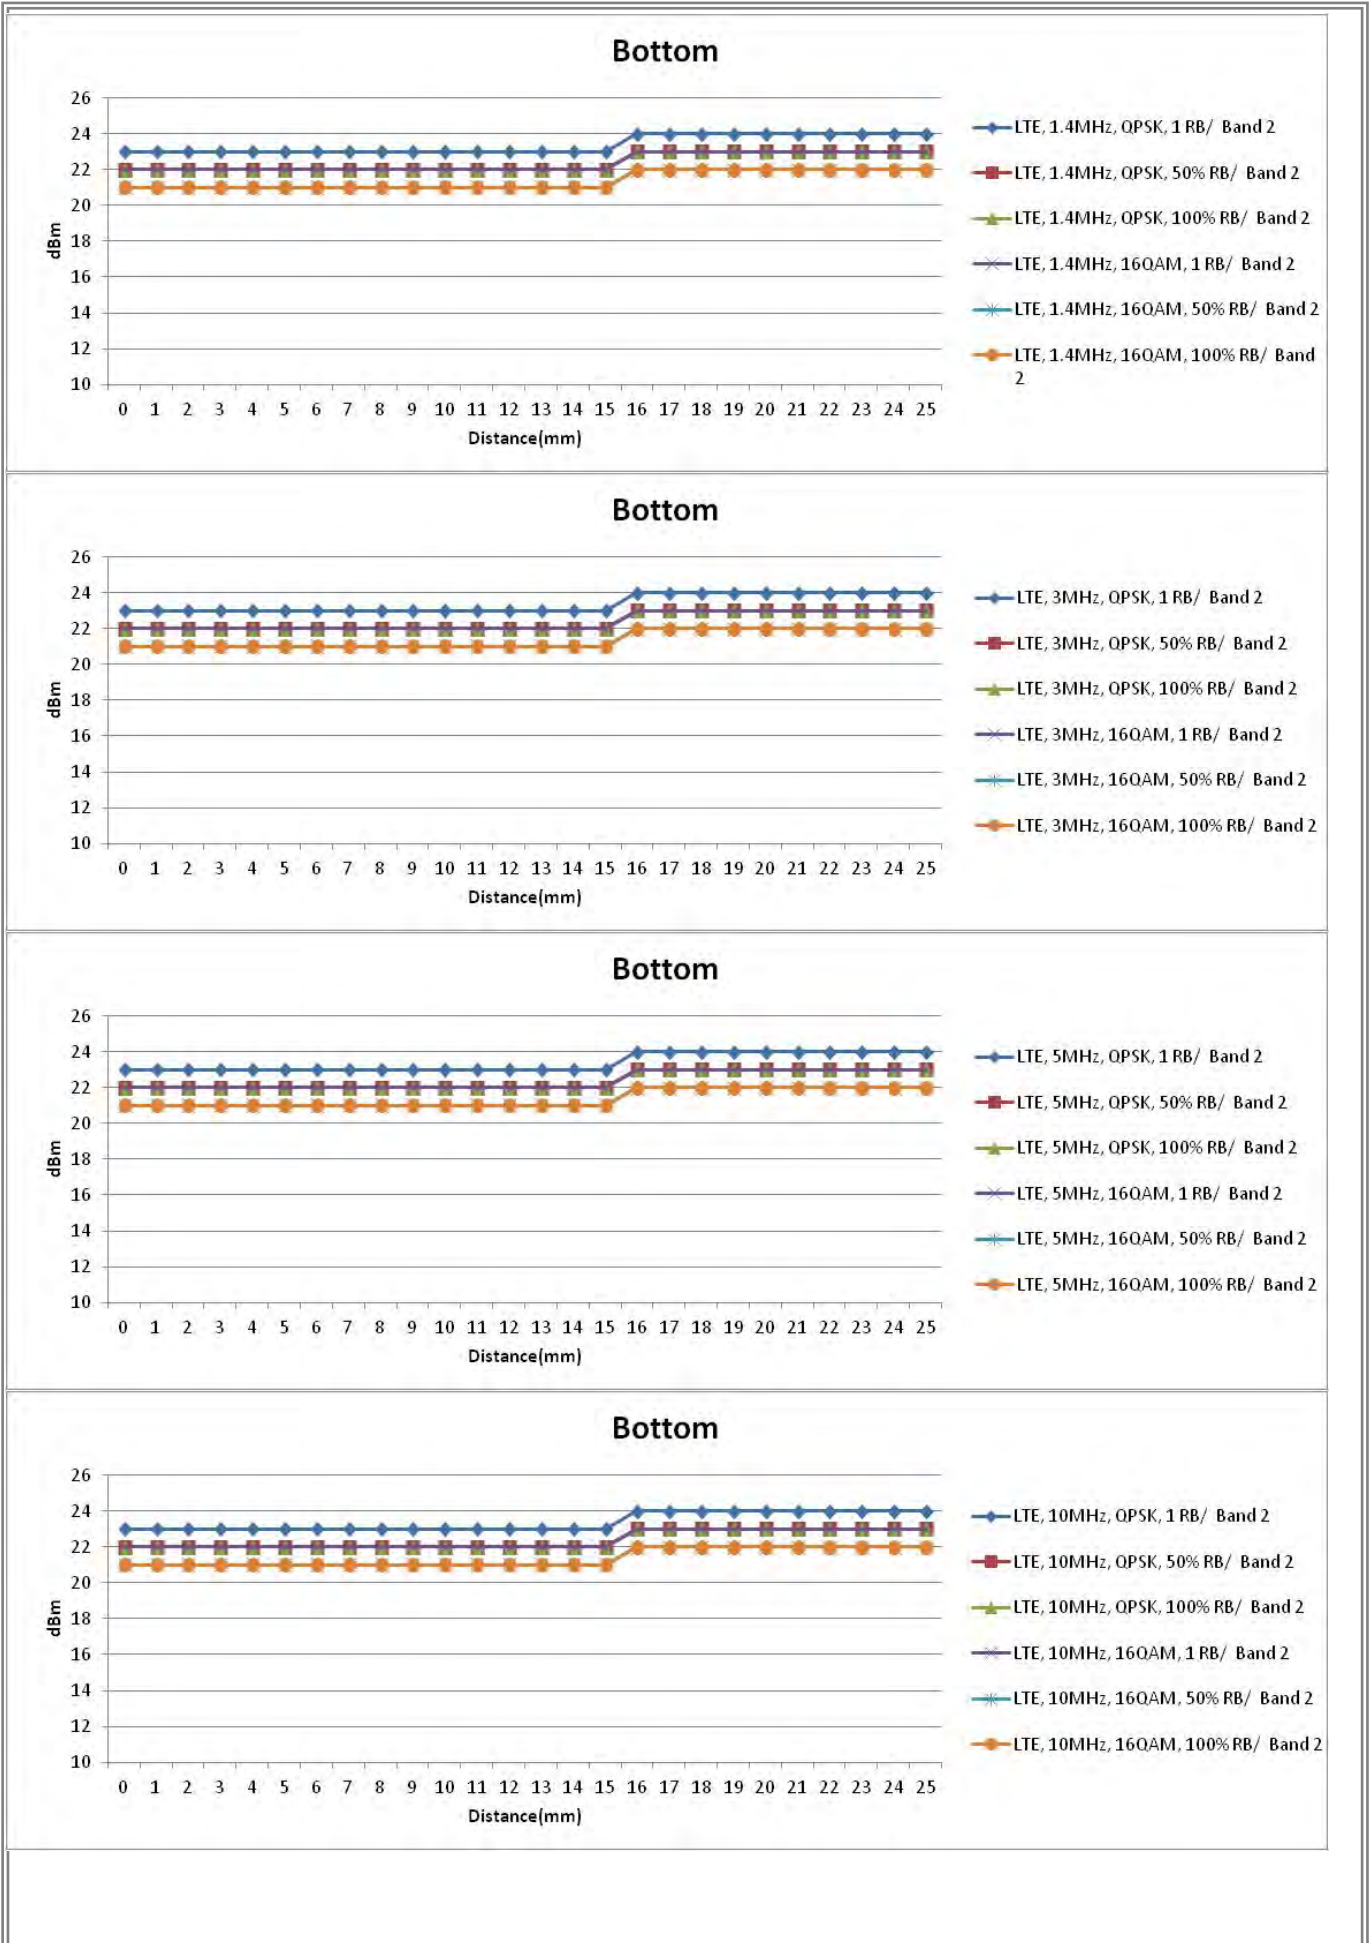 Bottom
26
24
22
20
18
16
14
12
10
dBm
0 1 2 3 4 5 6 7 8 9 10 11 12 13 14 15 16 17 18 19 20 21 22 23 24 25
Distance(mm)
LTE, 1.4MHz, QPSK, 1 RB/ Band 2
LTE, 1.4MHz, QPSK, 50% RB/ Band 2
LTE, 1.4MHz, QPSK, 100% RB/ Band 2
LTE, 1.4MHz, 16QAM, 1 RB/ Band 2
LTE, 1.4MHz, 16QAM, 50% RB/ Band 2
LTE, 1.4MHz, 16QAM, 100% RB/ Band
2
Bottom
26
24
22
20
18
16
14
12
10
dBm
0 1 2 3 4 5 6 7 8 9 10 11 12 13 14 15 16 17 18 19 20 21 22 23 24 25
Distance(mm)
LTE, 3MHz, QPSK, 1 RB/ Band 2
LTE, 3MHz, QPSK, 50% RB/ Band 2
LTE, 3MHz, QPSK, 100% RB/ Band 2
LTE, 3MHz, 16QAM, 1 RB/ Band 2
LTE, 3MHz, 16QAM, 50% RB/ Band 2
LTE, 3MHz, 16QAM, 100% RB/ Band 2
Bottom
26
24
22
20
18
16
14
12
10
dBm
0 1 2 3 4 5 6 7 8 9 10 11 12 13 14 15 16 17 18 19 20 21 22 23 24 25
Distance(mm)
LTE, 5MHz, QPSK, 1 RB/ Band 2
LTE, 5MHz, QPSK, 50% RB/ Band 2
LTE, 5MHz, QPSK, 100% RB/ Band 2
LTE, 5MHz, 16QAM, 1 RB/ Band 2
LTE, 5MHz, 16QAM, 50% RB/ Band 2
LTE, 5MHz, 16QAM, 100% RB/ Band 2
Bottom
26
24
22
20
18
16
14
12
10
dBm
0 1 2 3 4 5 6 7 8 9 10 11 12 13 14 15 16 17 18 19 20 21 22 23 24 25
Distance(mm)
LTE, 10MHz, QPSK, 1 RB/ Band 2
LTE, 10MHz, QPSK, 50% RB/ Band 2
LTE, 10MHz, QPSK, 100% RB/ Band 2
LTE, 10MHz, 16QAM, 1 RB/ Band 2
LTE, 10MHz, 16QAM, 50% RB/ Band 2
LTE, 10MHz, 16QAM, 100% RB/ Band 2